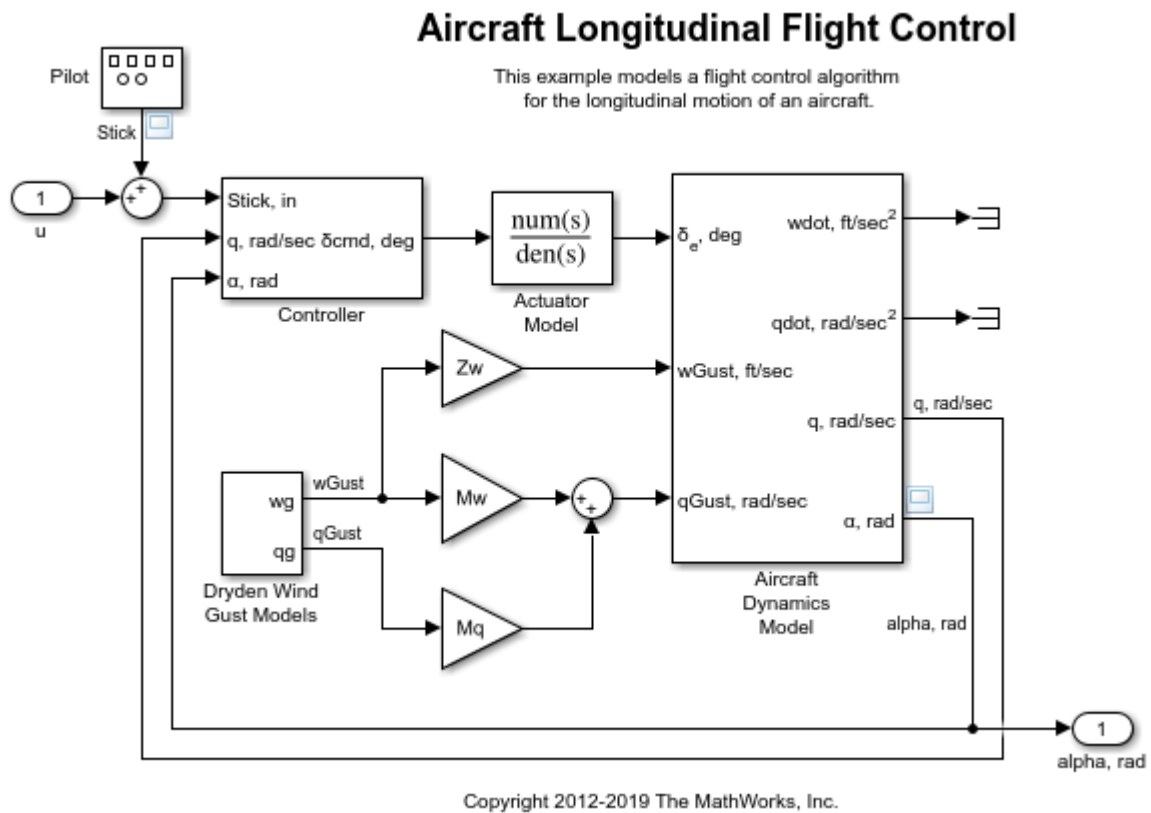 Aircraft Longitudinal Flight Control
This example models a flight control algorithm
for the longitudinal motion of an aircraft.
Pilot
Stick
1
u
Stick, in
q, rad/sec δcmd, deg
α, rad
Controller
num(s)
den(s)
Actuator
Model
δe, deg
wGust, ft/sec
qGust, rad/sec
wdot, ft/sec²
qdot, rad/sec²
q, rad/sec
α, rad
Aircraft
Dynamics
Model
q, rad/sec
alpha, rad
Zw
Mw
Mq
wg
qg
wGust
qGust
Dryden Wind
Gust Models
1
alpha, rad
Copyright 2012-2019 The MathWorks, Inc.